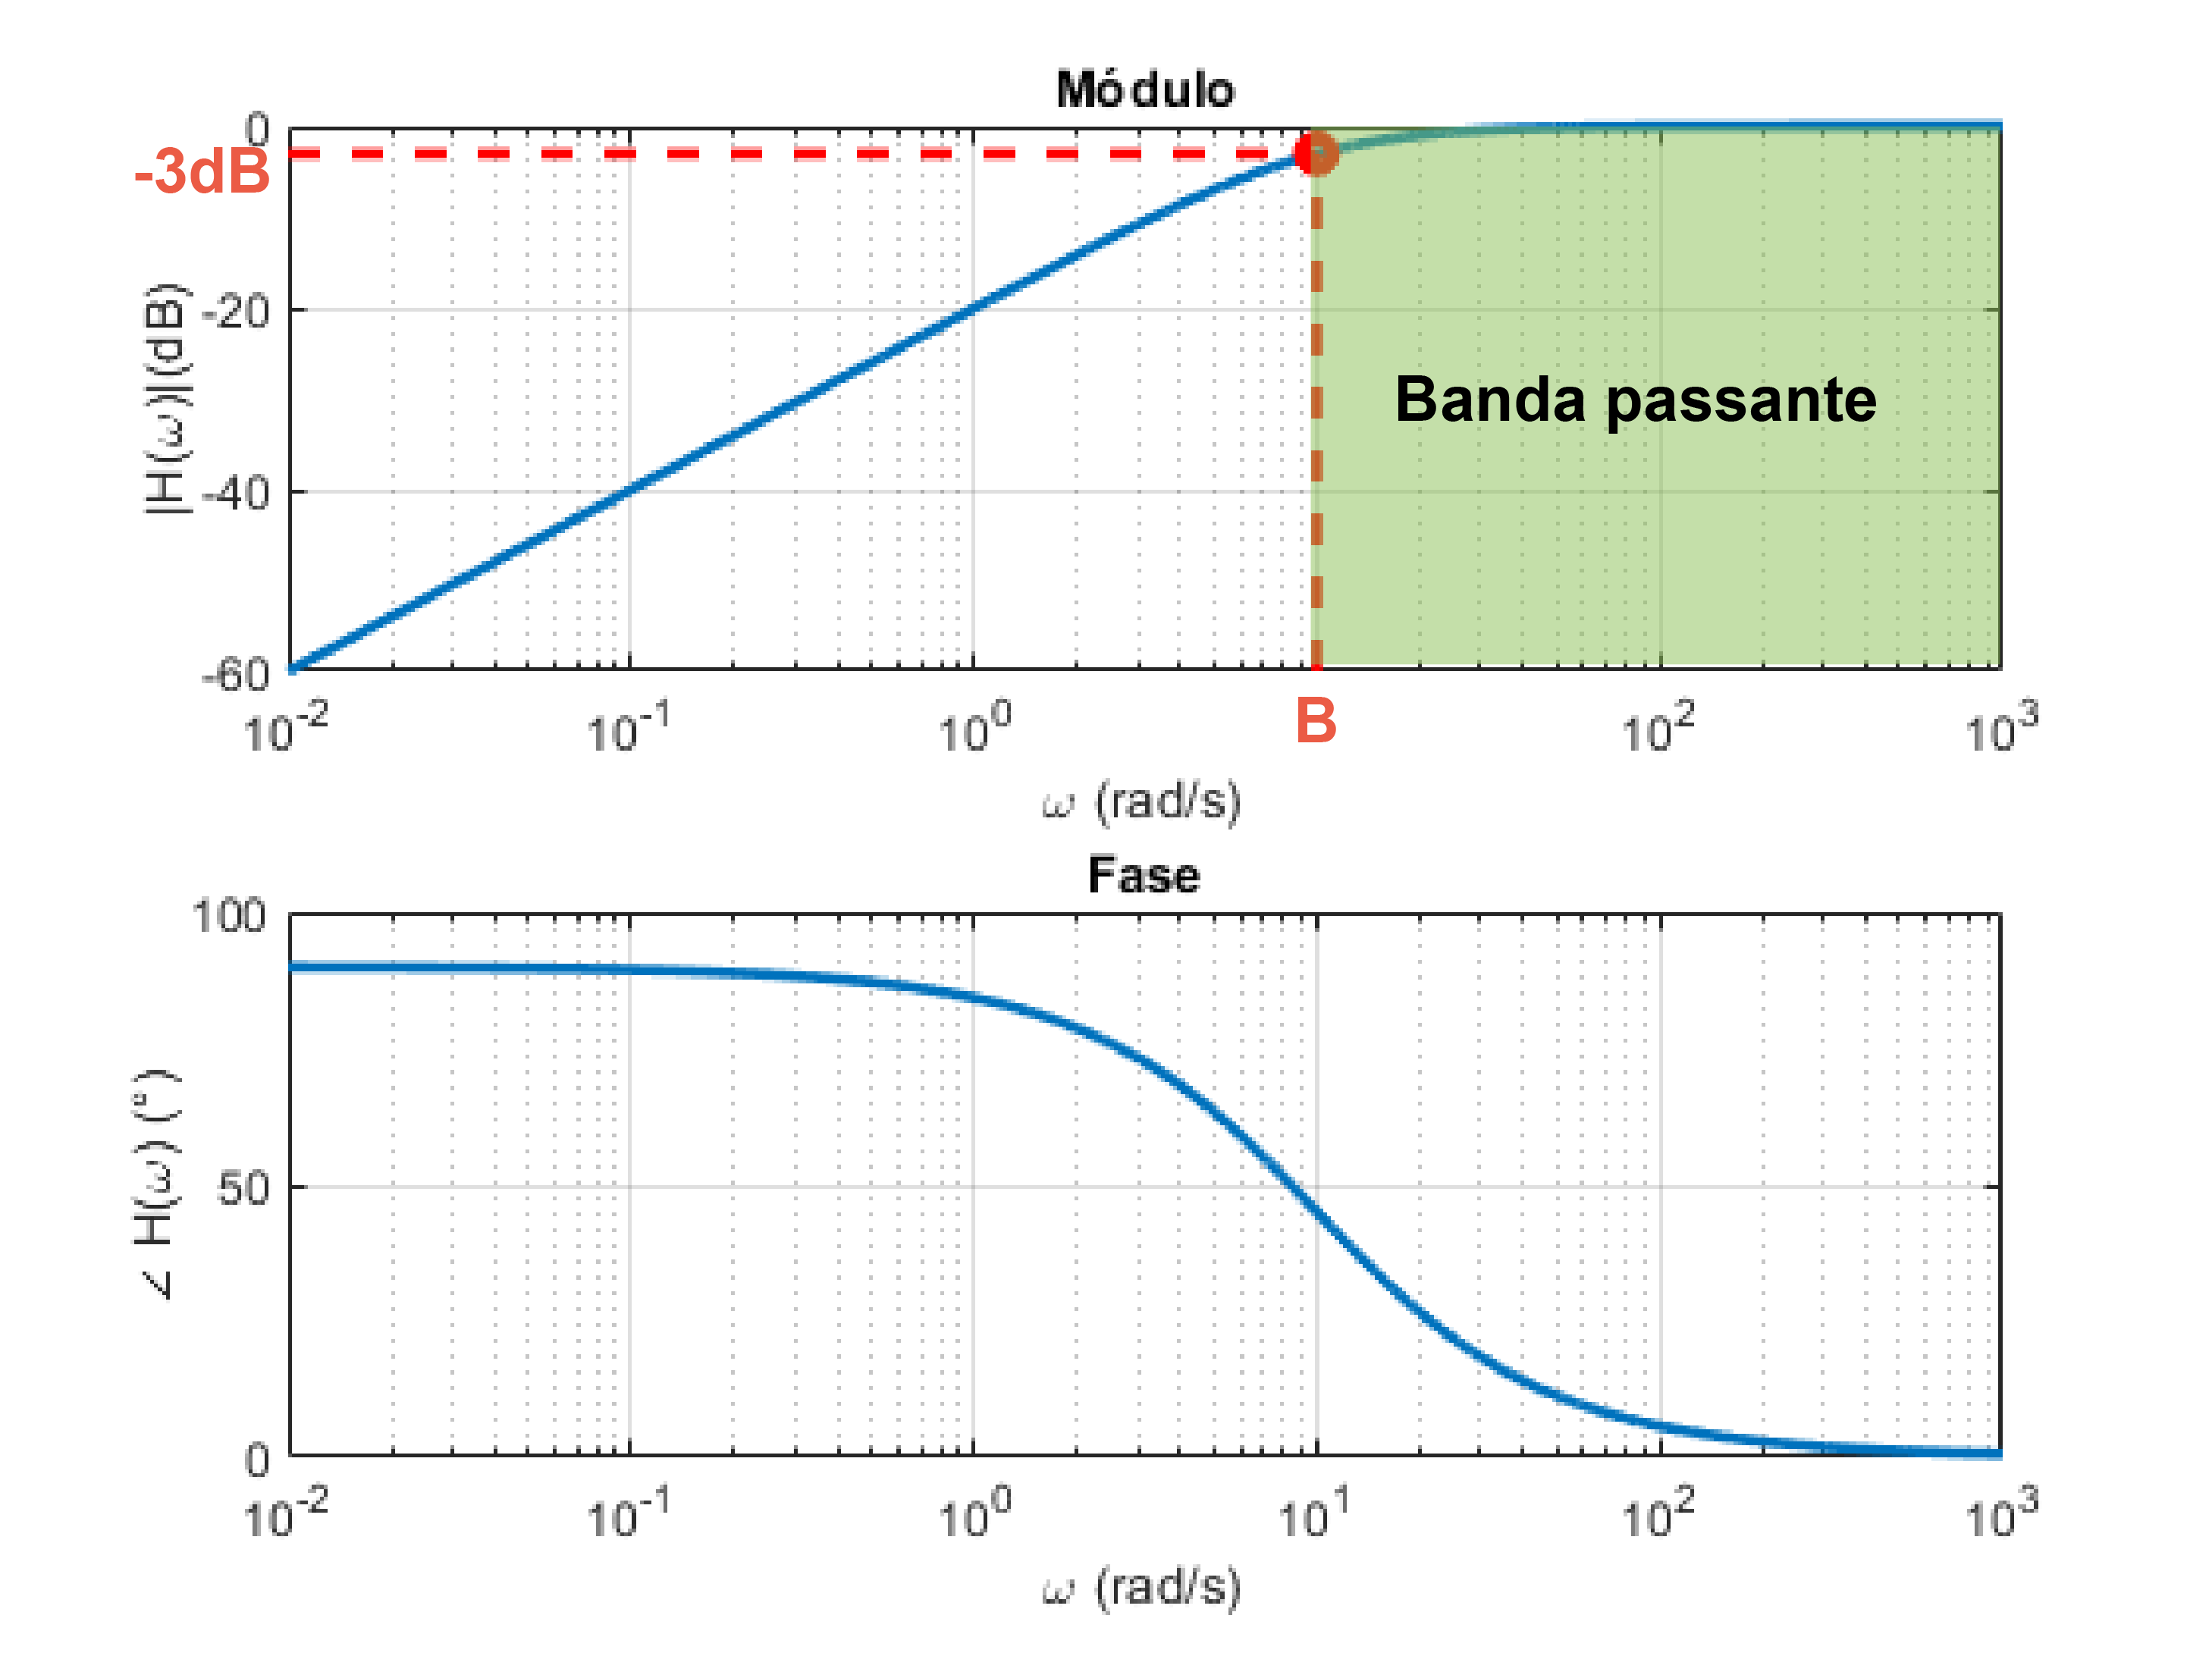 Módulo
0
-3dB
-20
-40
-60
|H(ω)|(dB)
Banda passante
10^-2 10^-1 10^0 B 10^2 10^3
ω (rad/s)
Fase
100
50
0
∠ H(ω) (°)
10^-2 10^-1 10^0 10^1 10^2 10^3
ω (rad/s)